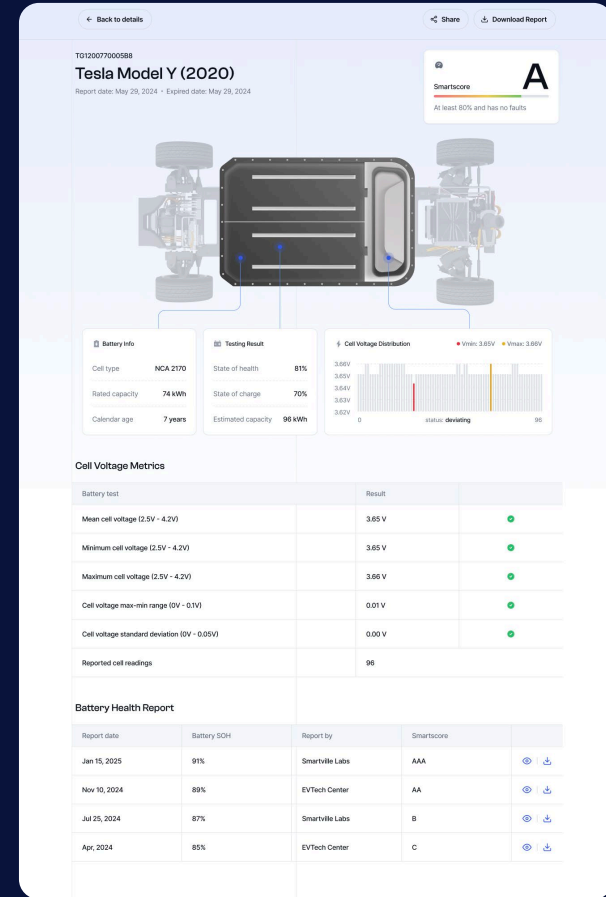 ← Back to details
Share
Download Report
TG1200770005B8
Tesla Model Y (2020)
Report date: May 29, 2024 • Expired date: May 29, 2024
Smartscore
A
At least 80% and has no faults
Battery Info
Cell type NCA 2170
Rated capacity 74 kWh
Calendar age 7 years
Testing Result
State of health 81%
State of charge 70%
Estimated capacity 96 kWh
Cell Voltage Distribution
Vmin: 3.65V
Vmax: 3.66V
3.66V
3.65V
3.64V
3.63V
3.62V
0 status: deviating 96
Cell Voltage Metrics
Battery test Result
Mean cell voltage (2.5V - 4.2V) 3.65 V
Minimum cell voltage (2.5V - 4.2V) 3.65 V
Maximum cell voltage (2.5V - 4.2V) 3.66 V
Cell voltage max-min range (0V - 0.1V) 0.01 V
Cell voltage standard deviation (0V - 0.05V) 0.00 V
Reported cell readings 96
Battery Health Report
Report date Battery SOH Report by Smartscore
Jan 15, 2025 91% Smartville Labs AAA
Nov 10, 2024 89% EVTech Center AA
Jul 25, 2024 87% Smartville Labs B
Apr, 2024 85% EVTech Center C